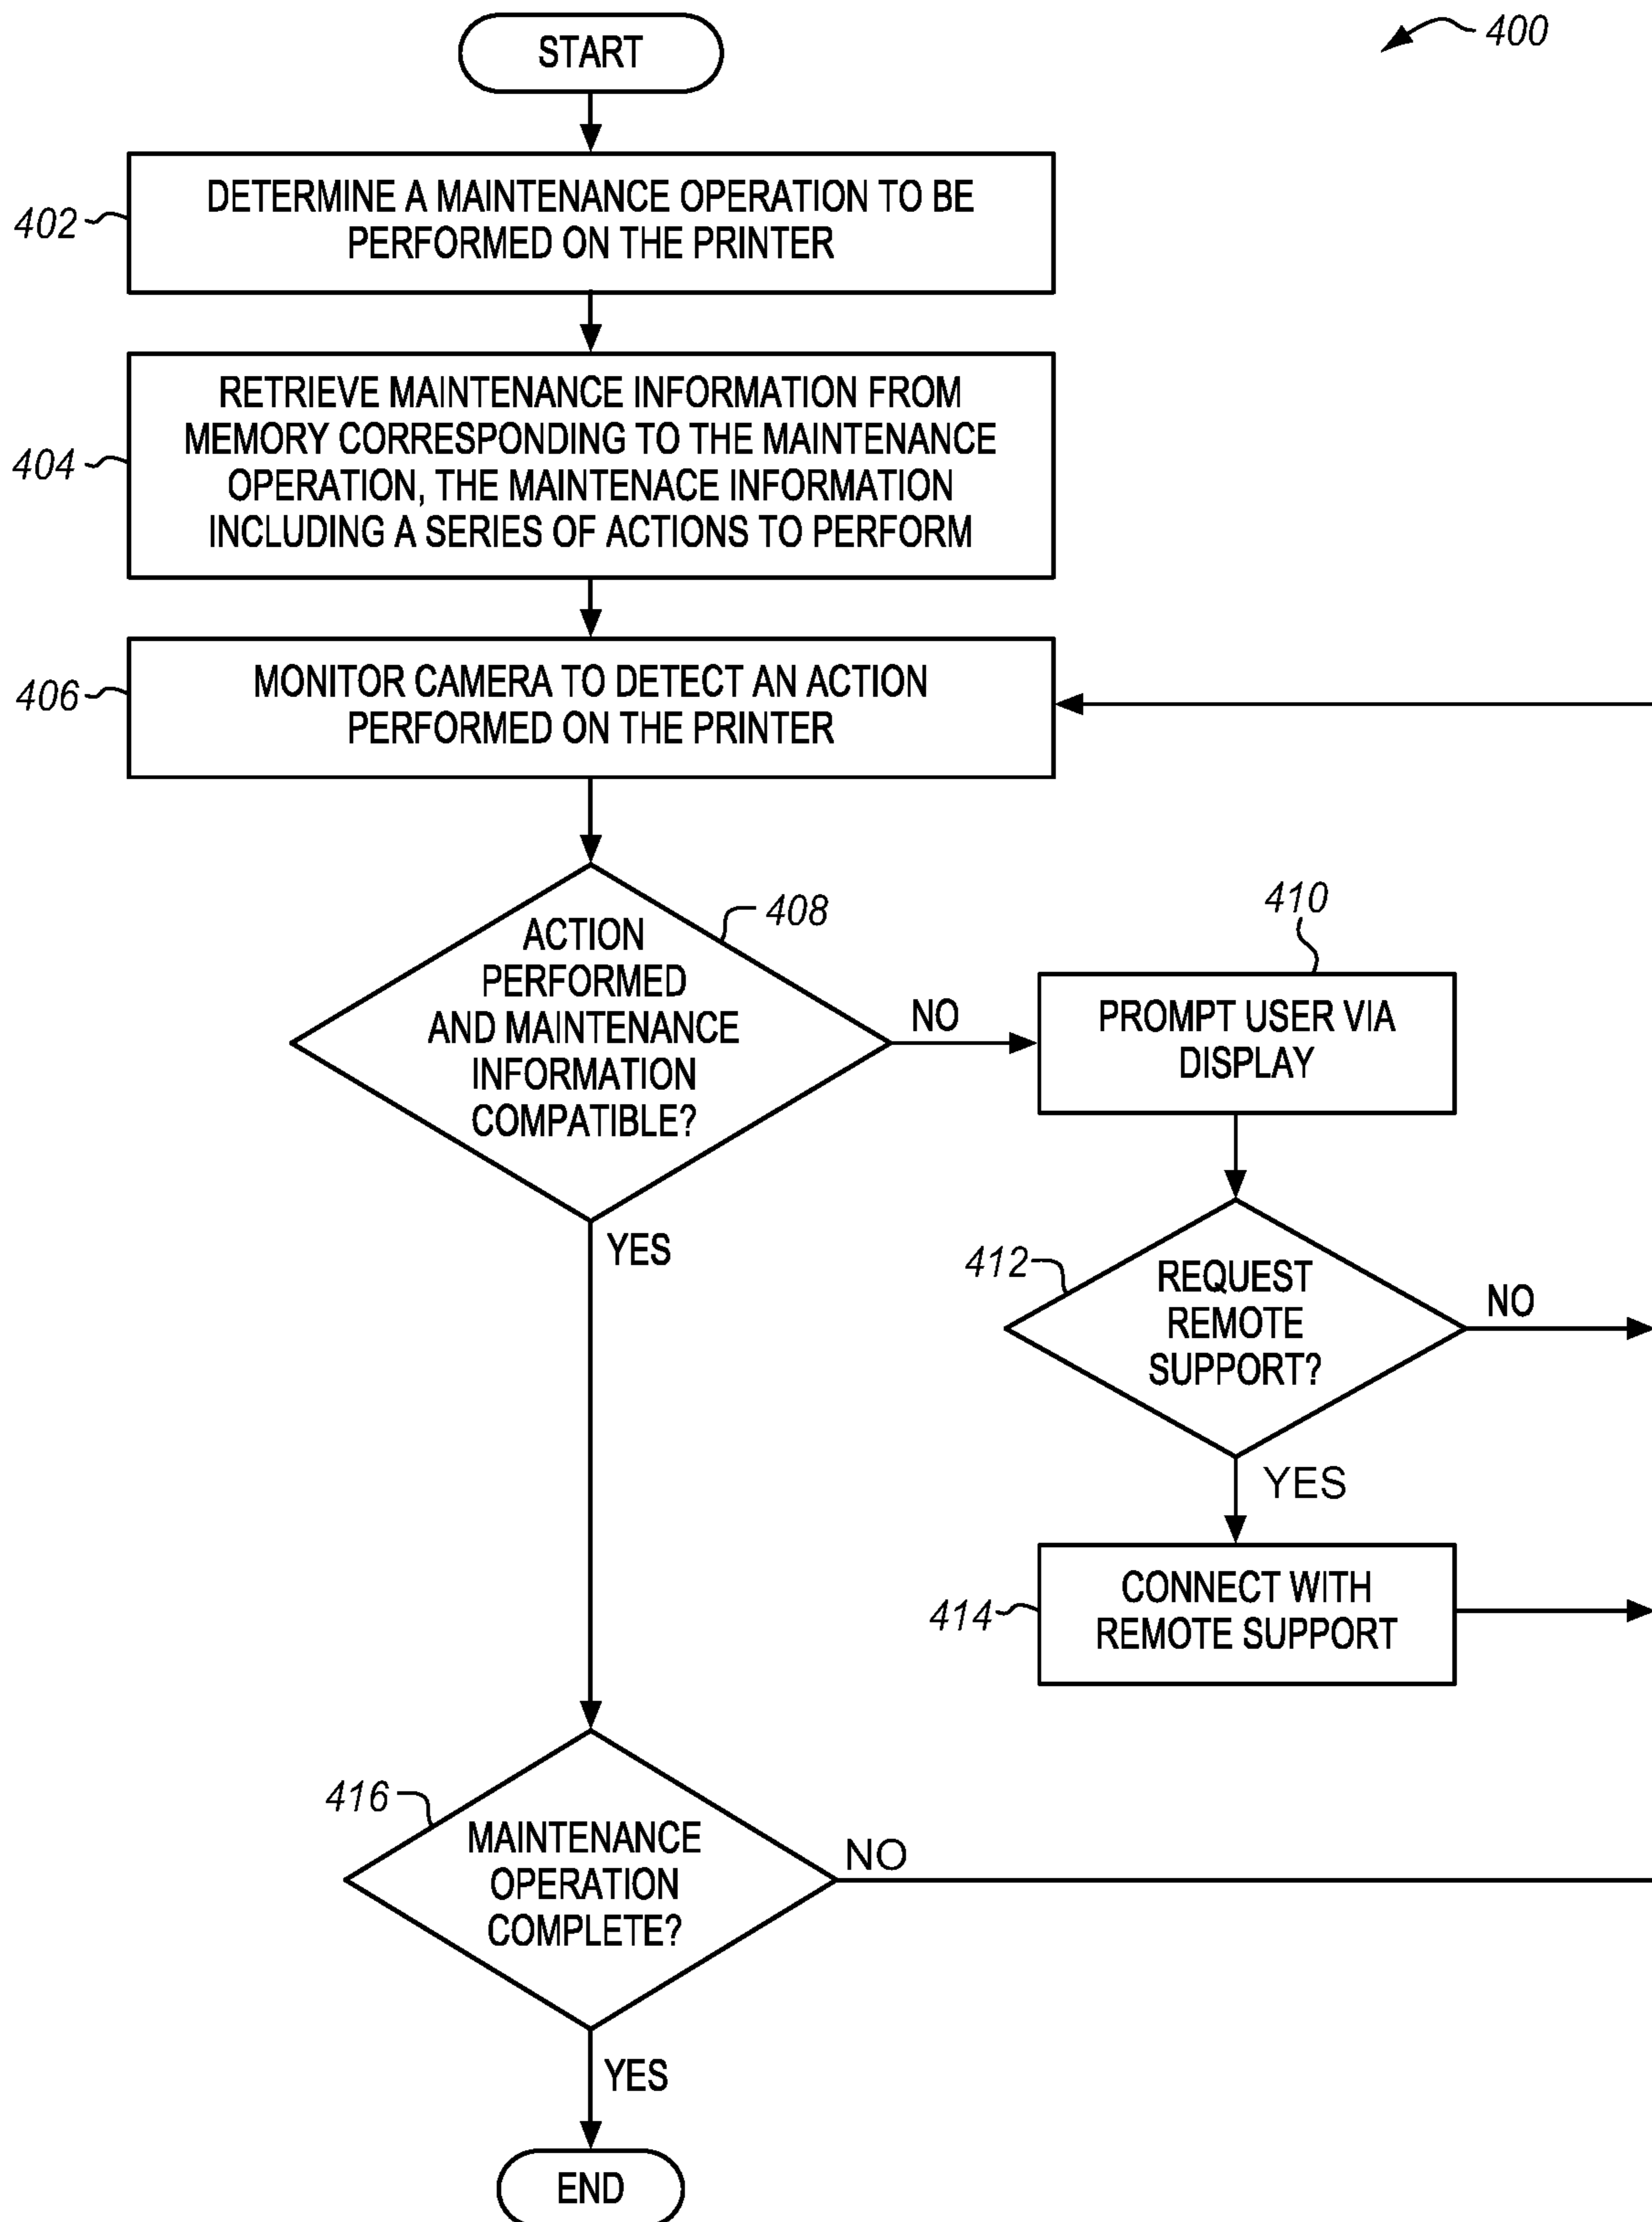 START
400
402
DETERMINE A MAINTENANCE OPERATION TO BE
PERFORMED ON THE PRINTER
404
RETRIEVE MAINTENANCE INFORMATION FROM
MEMORY CORRESPONDING TO THE MAINTENANCE
OPERATION, THE MAINTENACE INFORMATION
INCLUDING A SERIES OF ACTIONS TO PERFORM
406
MONITOR CAMERA TO DETECT AN ACTION
PERFORMED ON THE PRINTER
408
ACTION
PERFORMED
AND MAINTENANCE
INFORMATION
COMPATIBLE?
NO
410
PROMPT USER VIA
DISPLAY
YES
412
REQUEST
REMOTE
SUPPORT?
NO
YES
414
CONNECT WITH
REMOTE SUPPORT
416
MAINTENANCE
OPERATION
COMPLETE?
NO
YES
END